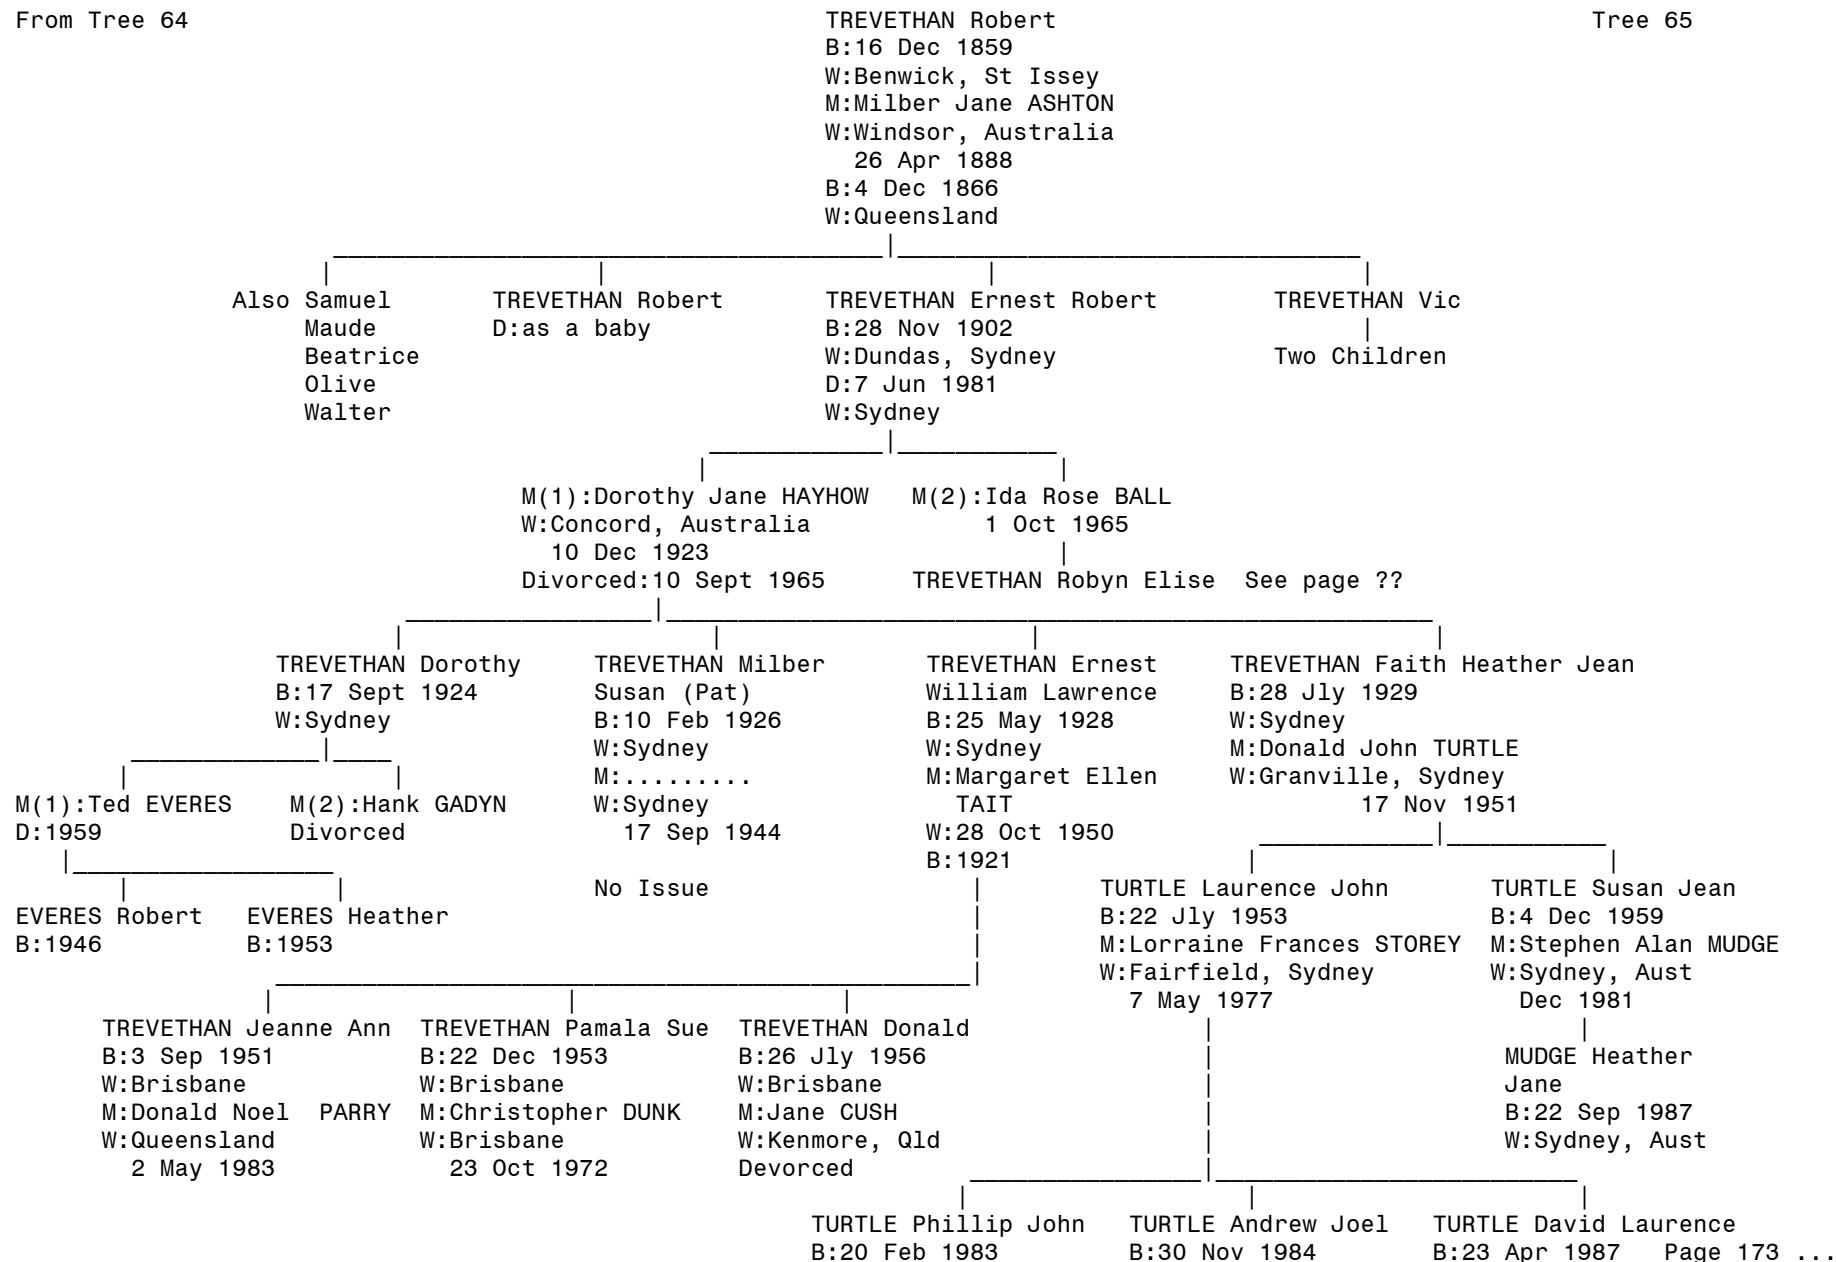 From Tree 64 TREVETHAN Robert Tree 65
B:16 Dec 1859
W:Benwick, St Issey
M:Milber Jane ASHTON
W:Windsor, Australia
26 Apr 1888
B:4 Dec 1866
W:Queensland
Also Samuel TREVETHAN Robert TREVETHAN Ernest Robert TREVETHAN Vic
Maude D:as a baby B:28 Nov 1902
Beatrice W:Dundas, Sydney Two Children
Olive D:7 Jun 1981
Walter W:Sydney
M(1):Dorothy Jane HAYHOW M(2):Ida Rose BALL
W:Concord, Australia 1 Oct 1965
10 Dec 1923
Divorced:10 Sept 1965 TREVETHAN Robyn Elise See page ??
TREVETHAN Dorothy TREVETHAN Milber TREVETHAN Ernest TREVETHAN Faith Heather Jean
B:17 Sept 1924 Susan (Pat) William Lawrence B:28 Jly 1929
W:Sydney B:10 Feb 1926 B:25 May 1928 W:Sydney
W:Sydney W:Sydney M:Donald John TURTLE
M:......... M:Margaret Ellen W:Granville, Sydney
M(1):Ted EVERES M(2):Hank GADYN W:Sydney TAIT 17 Nov 1951
D:1959 Divorced 17 Sep 1944 W:28 Oct 1950
B:1921
No Issue TURTLE Laurence John TURTLE Susan Jean
EVERES Robert EVERES Heather B:22 Jly 1953 B:4 Dec 1959
B:1946 B:1953 M:Lorraine Frances STOREY M:Stephen Alan MUDGE
W:Fairfield, Sydney W:Sydney, Aust
7 May 1977 Dec 1981
TREVETHAN Jeanne Ann TREVETHAN Pamala Sue TREVETHAN Donald
B:3 Sep 1951 B:22 Dec 1953 B:26 Jly 1956 MUDGE Heather
W:Brisbane W:Brisbane W:Brisbane Jane
M:Donald Noel PARRY M:Christopher DUNK M:Jane CUSH B:22 Sep 1987
W:Queensland W:Brisbane W:Kenmore, Qld W:Sydney, Aust
2 May 1983 23 Oct 1972 Devorced
TURTLE Phillip John TURTLE Andrew Joel TURTLE David Laurence
B:20 Feb 1983 B:30 Nov 1984 B:23 Apr 1987 Page 173 ...